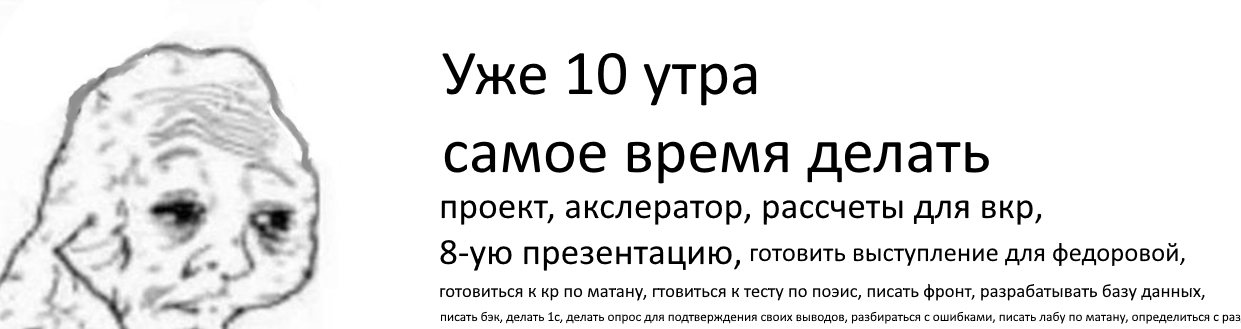 Уже 10 утра
самое время делать
проект, акслератор, рассчеты для вкр,
8-ую презентацию, готовить выступление для федоровой,
готовиться к кр по матану, гтовиться к тесту по поэис, писать фронт, разрабатывать базу данных,
писать бэк, делать 1с, делать опрос для подтверждения своих выводов, разбираться с ошибками, писать лабу по матану, определиться с раз